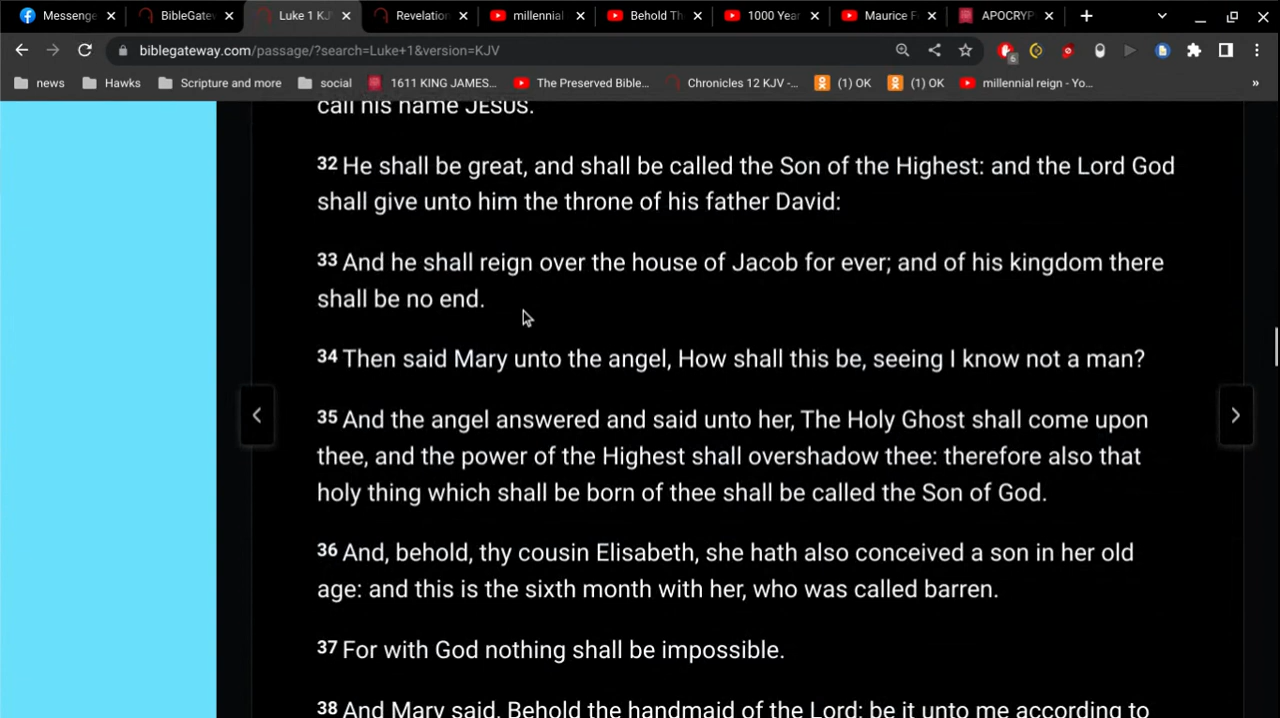 Messenge
BibleGatew
Luke 1 KJ
Revelation
millennial
Behold Th
1000 Year
Maurice F
APOCRYP
biblegateway.com/passage/?search=Luke+1&version=KJV
6
news
Hawks
Scripture and more
social
1611 KING JAMES...
The Preserved Bible...
Chronicles 12 KJV -...
(1) OK
(1) OK
millennial reign - Yo...
»
call his name JESUS.
32 He shall be great, and shall be called the Son of the Highest: and the Lord God
shall give unto him the throne of his father David:
33 And he shall reign over the house of Jacob for ever; and of his kingdom there
shall be no end.
34 Then said Mary unto the angel, How shall this be, seeing I know not a man?
35 And the angel answered and said unto her, The Holy Ghost shall come upon
thee, and the power of the Highest shall overshadow thee: therefore also that
holy thing which shall be born of thee shall be called the Son of God.
36 And, behold, thy cousin Elisabeth, she hath also conceived a son in her old
age: and this is the sixth month with her, who was called barren.
37 For with God nothing shall be impossible.
38 And Mary said, Behold the handmaid of the Lord; be it unto me according to